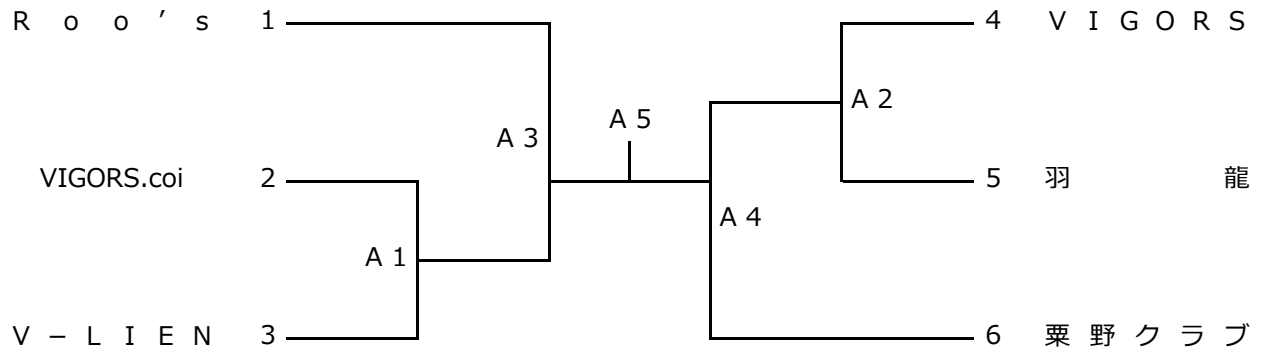 Roo's 1
4 VIGORS
A2
A5
A3
VIGORS.coi 2
5 羽龍
A4
A1
V−LIEN 3
6 粟野クラブ